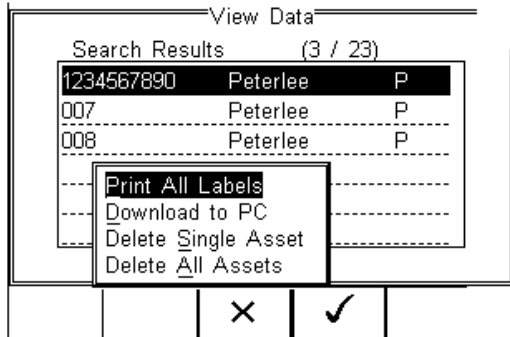 View Data
Search Results (3 / 23)
1234567890 Peterlee P
007 Peterlee P
008 Peterlee P
Print All Labels
Download to PC
Delete Single Asset
Delete All Assets